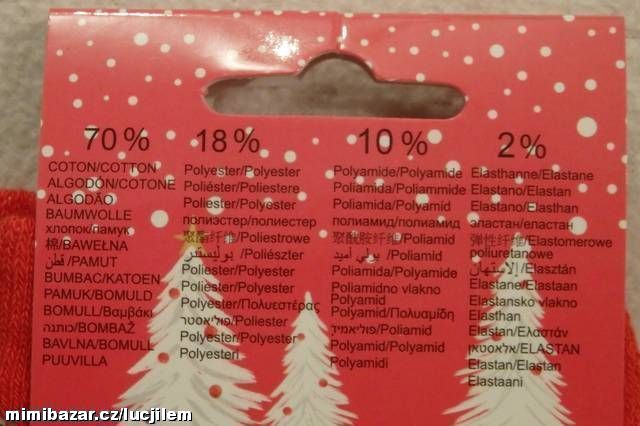 70%
COTON/COTTON
ALGODÓN/COTONE
ALGODÃO
BAUMWOLLE
хлопок/памук
棉/BAWEŁNA
قطن/PAMUT
BUMBAC/KATOEN
PAMUK/BOMULD
BOMULL/Βαμβάκι
כותנה/BOMBAŽ
BAVLNA/BOMULL
PUUVILLA
18%
Polyester/Polyester
Poliéster/Poliestere
Poliester/Polyester
полиэстер/полиестер
聚酯纤维/Poliestrowe
بوليستر/Poliészter
Poliester/Polyester
Poliester/Polyester
Polyester/Πολυεστέρας
פוליאסטר/Poliester
Polyester/Polyester
Polyesteri
10%
Polyamide/Polyamide
Poliamida/Poliammide
Poliamida/Polyamid
полиамид/полиамид
聚酰胺纤维/Poliamid
بولي أميد/Poliamid
Poliamida/Polyamide
Poliamidno vlakno
Polyamid
Polyamid/Πολυαμίδη
פוליאמיד/Poliamid
Polyamid/Polyamid
Polyamidi
2%
Elasthanne/Elastane
Elastano/Elastan
Elastano/Elasthan
эластан/еластан
弹性纤维/Elastomerowe
poliuretanowe
الإستهان/Elasztán
Elastane/Elastaan
Elastansko vlakno
Elasthan
Elastan/Ελαστάν
אלאסטאן/ELASTAN
Elastan/Elastan
Elastaani
mimibazar.cz/lucjilem